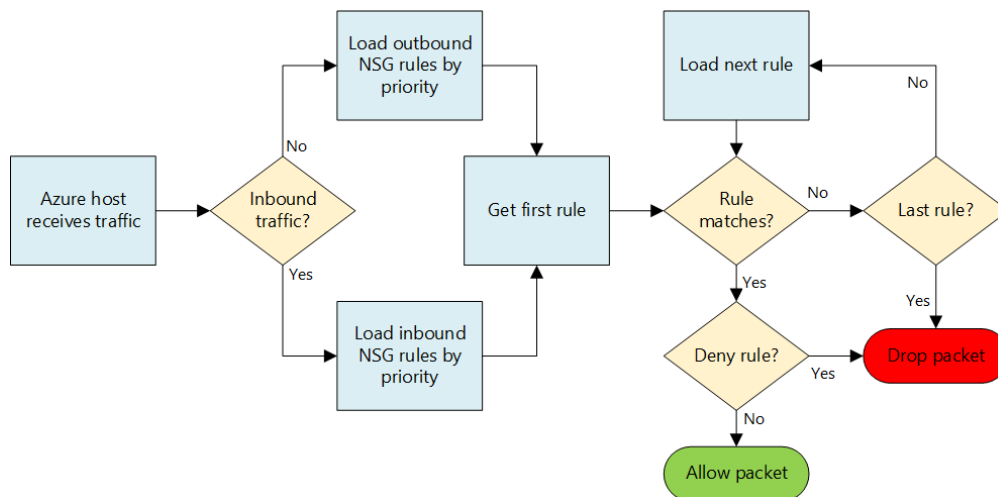 Load outbound
NSG rules by
priority
Load next rule
No
No
Azure host
receives traffic
Inbound
traffic?
Get first rule
Rule
matches?
No
Last rule?
Yes
Yes
Yes
Load inbound
NSG rules by
priority
Deny rule?
Yes
Drop packet
No
Allow packet